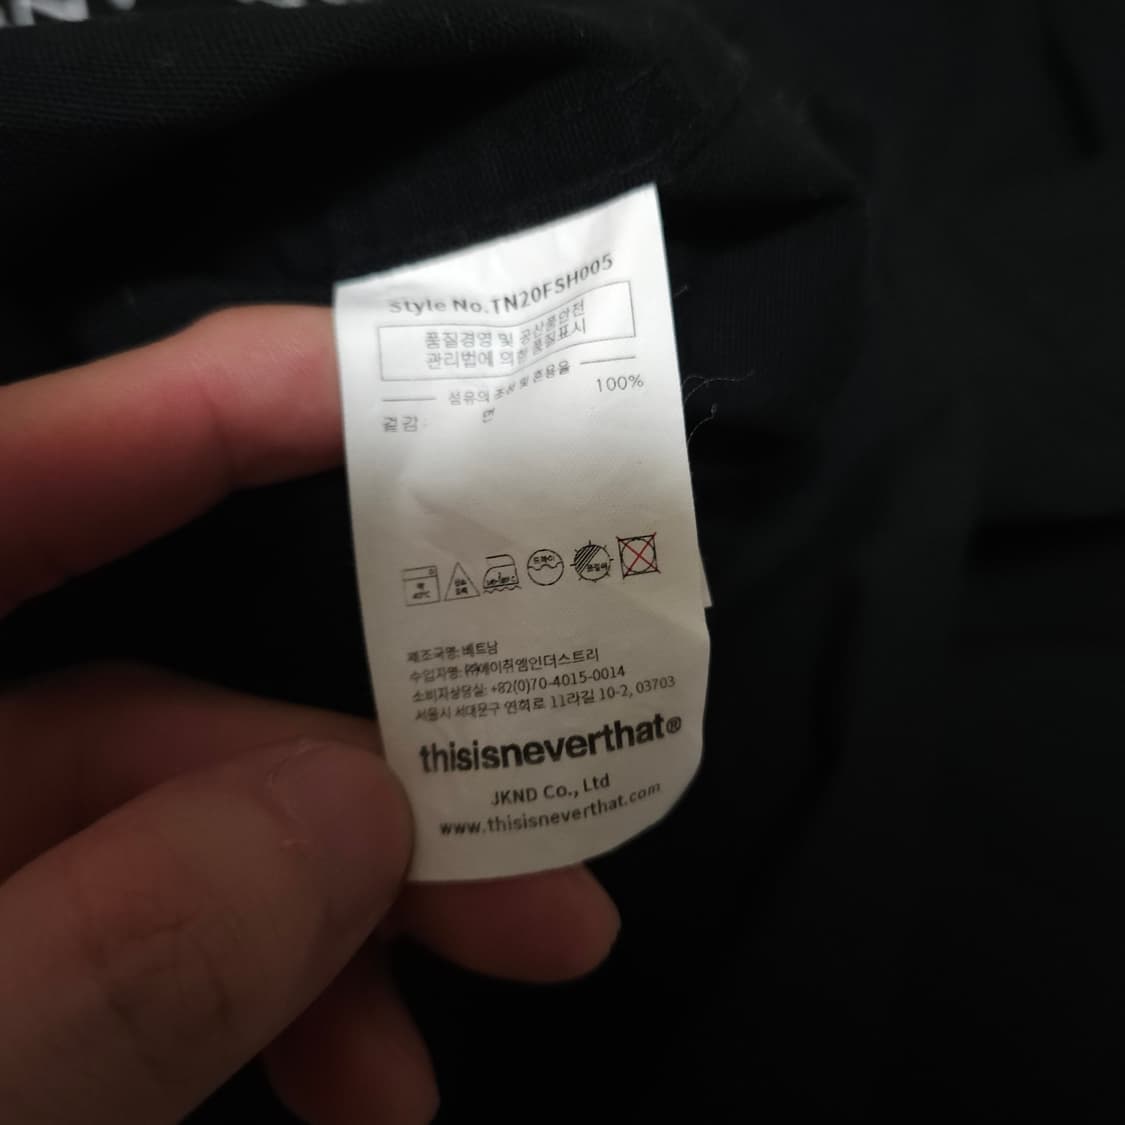 Style No.TN20FSH005
품질경영 및 공산품안전
관리법에 의한 품질표시
섬유의 조성 및 혼용율
겉감: 면 100%
드라이
제조국명: 베트남
수입자명: ㈜에이취엠인더스트리
소비자상담실: +82(0)70-4015-0014
서울시 서대문구 연희로 11라길 10-2, 03703
thisisneverthat®
JKND Co., Ltd
www.thisisneverthat.com